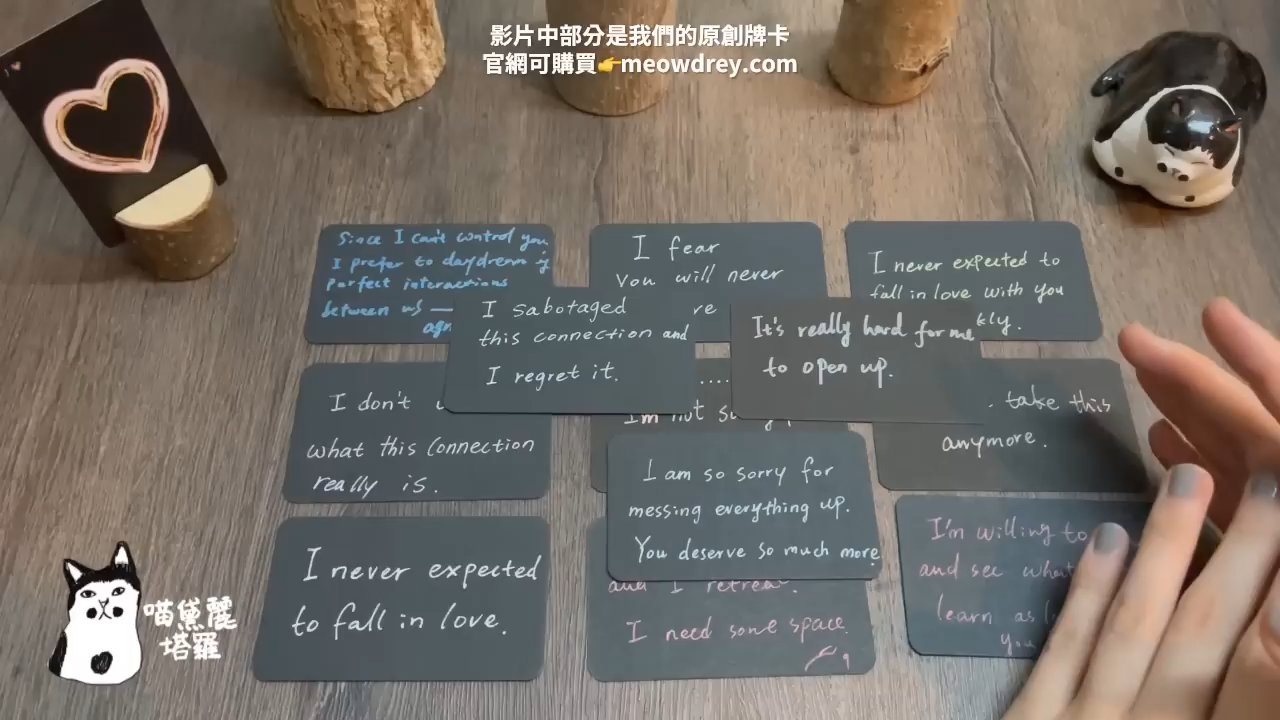 影片中部分是我們的原創牌卡
官網可購買👉meowdrey.com
Since I can't control you
I prefer to daydream
perfect interactions
between us —
I fear
you will never
re
I never expected to
fall in love with you
kly.
I sabotaged
this connection and
I regret it.
It's really hard for me
to open up.
I don't
what this connection
really is.
....
I'm not
take this
anymore.
I am so sorry for
messing everything up.
You deserve so much more.
I never expected
to fall in love.
and I retreat.
I need some space.
I'm willing to
and see what
learn as
you
喵黛麗
塔羅